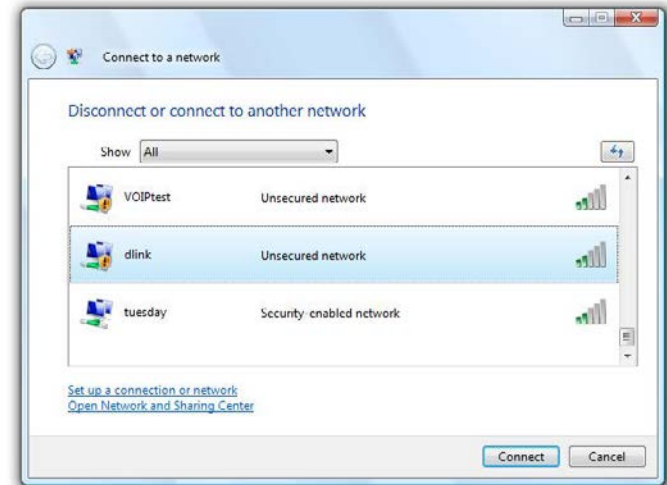 Connect to a network
Disconnect or connect to another network
Show All
VOIPtest Unsecured network
dlink Unsecured network
tuesday Security-enabled network
Set up a connection or network
Open Network and Sharing Center
Connect Cancel